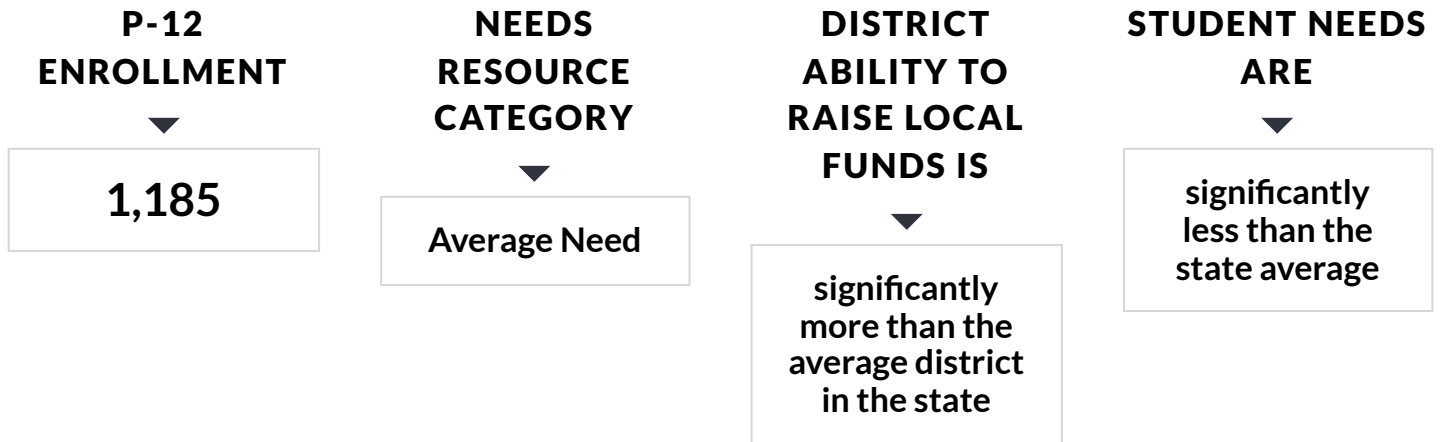 P-12
ENROLLMENT
1,185
NEEDS
RESOURCE
CATEGORY
Average Need
DISTRICT
ABILITY TO
RAISE LOCAL
FUNDS IS
significantly
more than the
average district
in the state
STUDENT NEEDS
ARE
significantly
less than the
state average